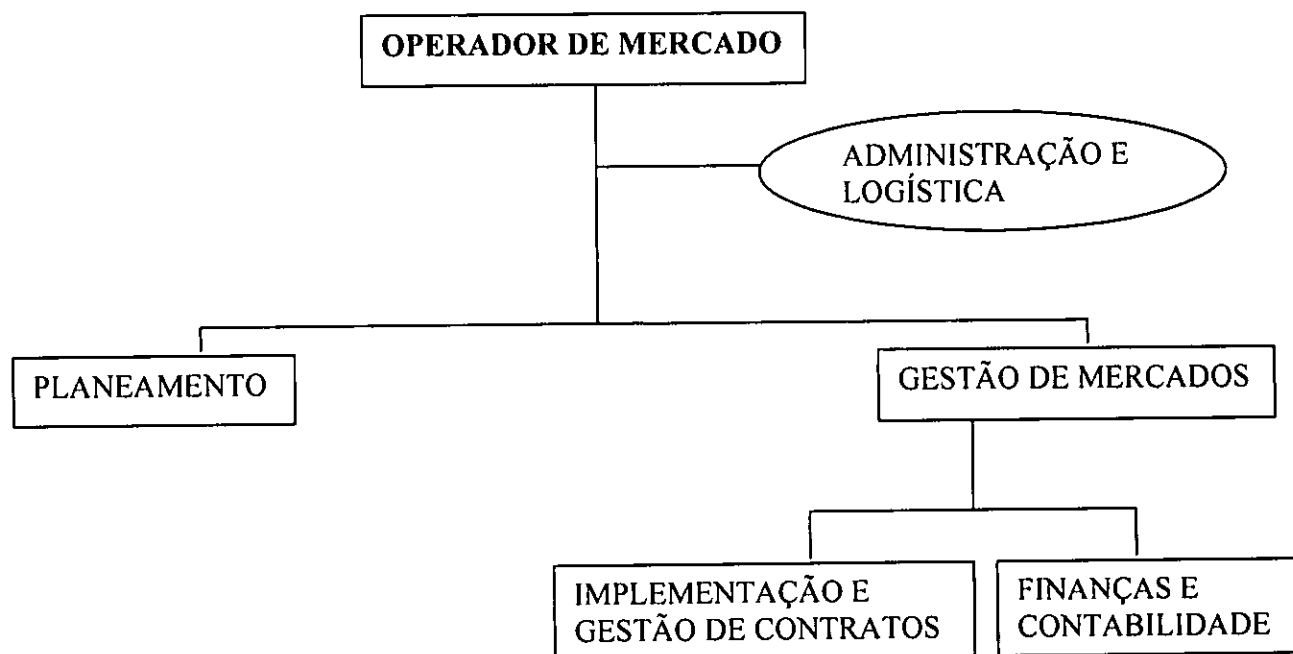 OPERADOR DE MERCADO
ADMINISTRAÇÃO E
LOGÍSTICA
PLANEAMENTO
GESTÃO DE MERCADOS
IMPLEMENTAÇÃO E
GESTÃO DE CONTRATOS
FINANÇAS E
CONTABILIDADE